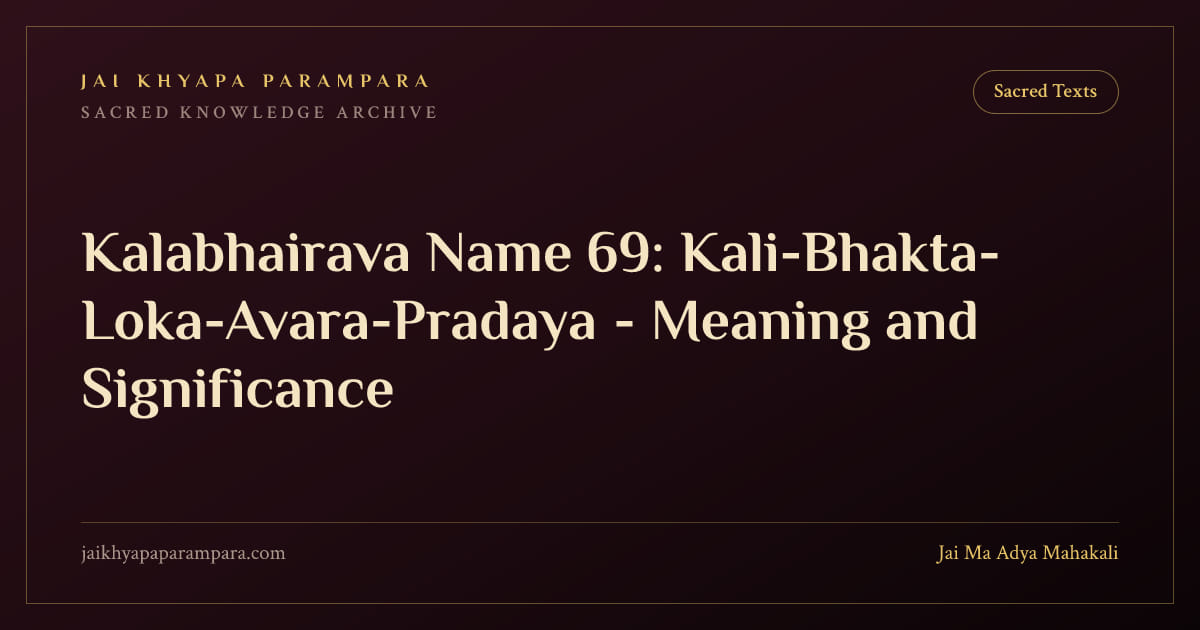 JAI KHYAPA PARAMPARA
SACRED KNOWLEDGE ARCHIVE
Sacred Texts
Kalabhairava Name 69: Kali-Bhakta-
Loka-Avara-Pradaya - Meaning and
Significance
jaikhyapaparampara.com
Jai Ma Adya Mahakali